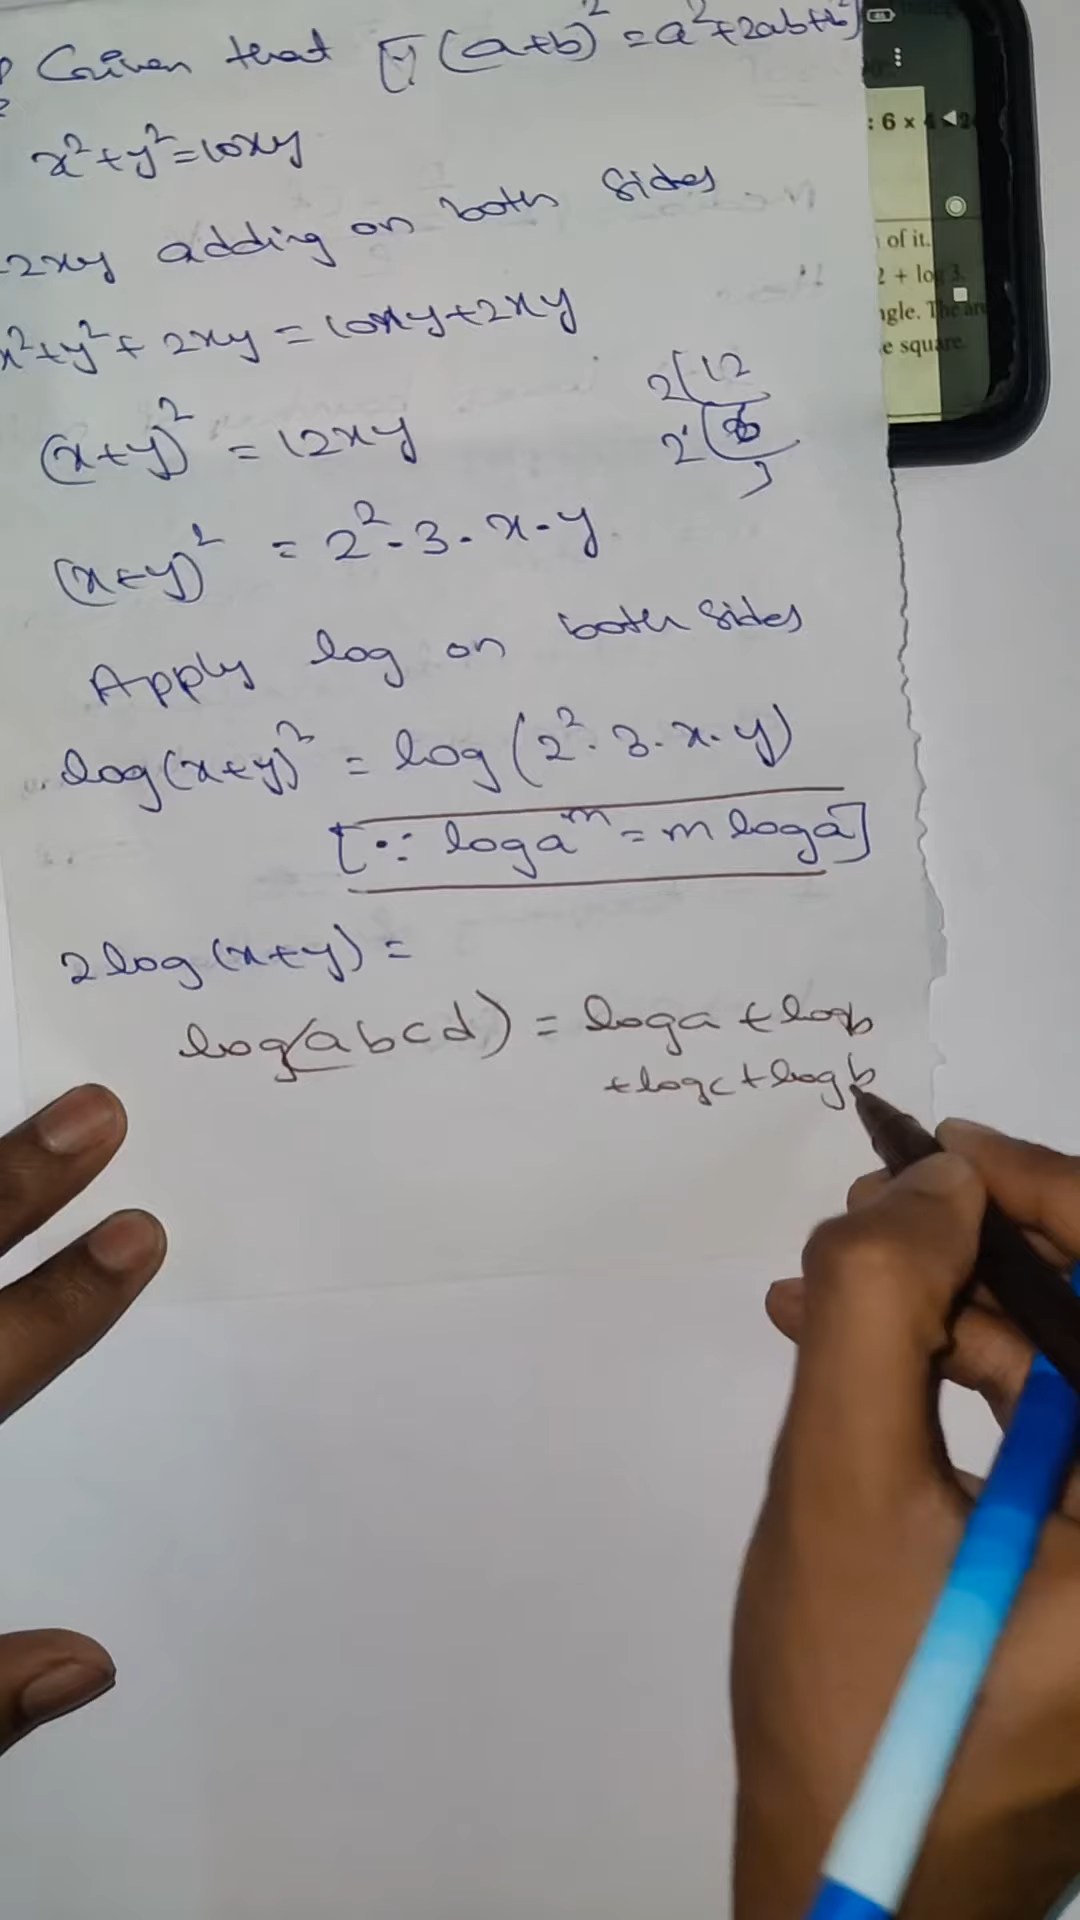 Given that [∵ (a+b)² = a²+2ab+b²]
x²+y²=10xy
2xy adding on both sides
x²+y²+2xy = 10xy+2xy
(x+y)² = 12xy
2 12
2 6
3
(x+y)² = 2².3.x.y
Apply log on both sides
log(x+y)² = log(2².3.x.y)
[∵ log aᵐ = m log a]
2log(x+y) =
log(abcd) = loga + logb
+logc+logb
: 6 ×
of it.
2 + log 3.
ngle. The are
e square.